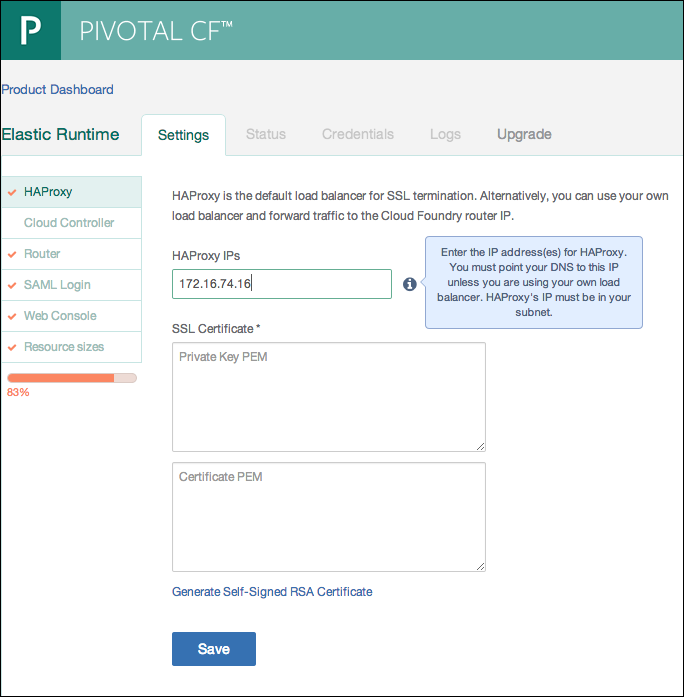 P PIVOTAL CF™
Product Dashboard
Elastic Runtime Settings Status Credentials Logs Upgrade
HAProxy
Cloud Controller
Router
SAML Login
Web Console
Resource sizes
83%
HAProxy is the default load balancer for SSL termination. Alternatively, you can use your own
load balancer and forward traffic to the Cloud Foundry router IP.
HAProxy IPs
172.16.74.16
Enter the IP address(es) for HAProxy.
You must point your DNS to this IP
unless you are using your own load
balancer. HAProxy's IP must be in your
subnet.
SSL Certificate *
Private Key PEM
Certificate PEM
Generate Self-Signed RSA Certificate
Save